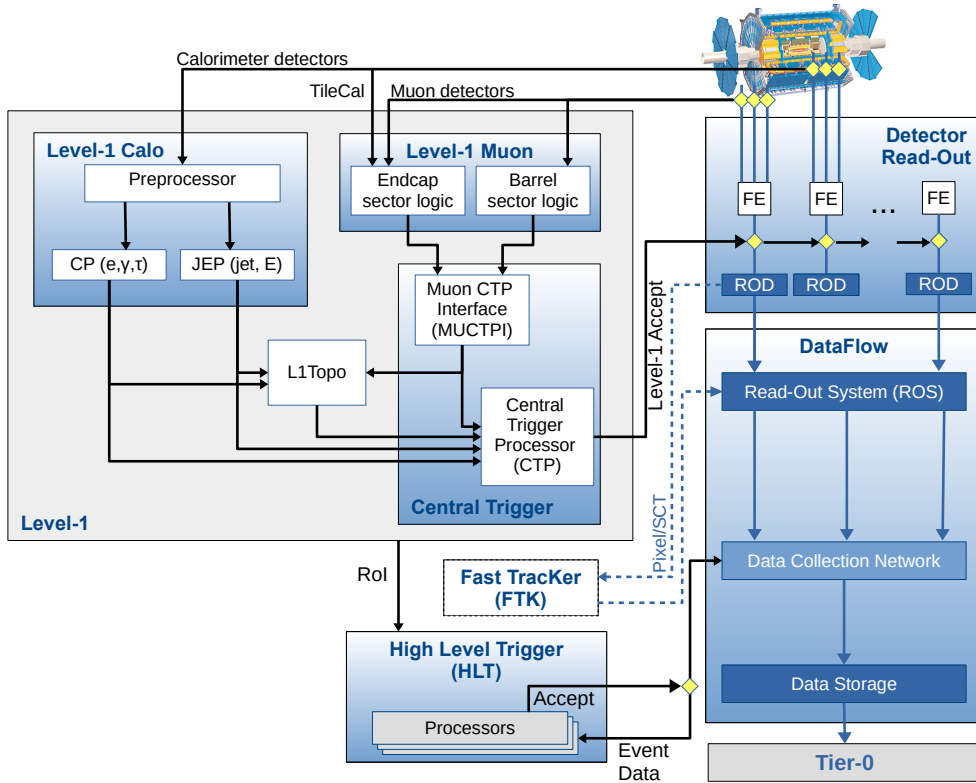 Calorimeter detectors
TileCal
Muon detectors
Level-1 Calo
Preprocessor
CP (e,γ,τ)
JEP (jet, E)
Level-1 Muon
Endcap
sector logic
Barrel
sector logic
Detector
Read-Out
FE
FE
...
FE
ROD
ROD
ROD
Muon CTP
Interface
(MUCTPI)
L1Topo
Central
Trigger
Processor
(CTP)
Central Trigger
Level-1
Level-1 Accept
Pixel/SCT
DataFlow
Read-Out System (ROS)
Data Collection Network
Data Storage
Tier-0
RoI
Fast TracKer
(FTK)
High Level Trigger
(HLT)
Accept
Processors
Event
Data